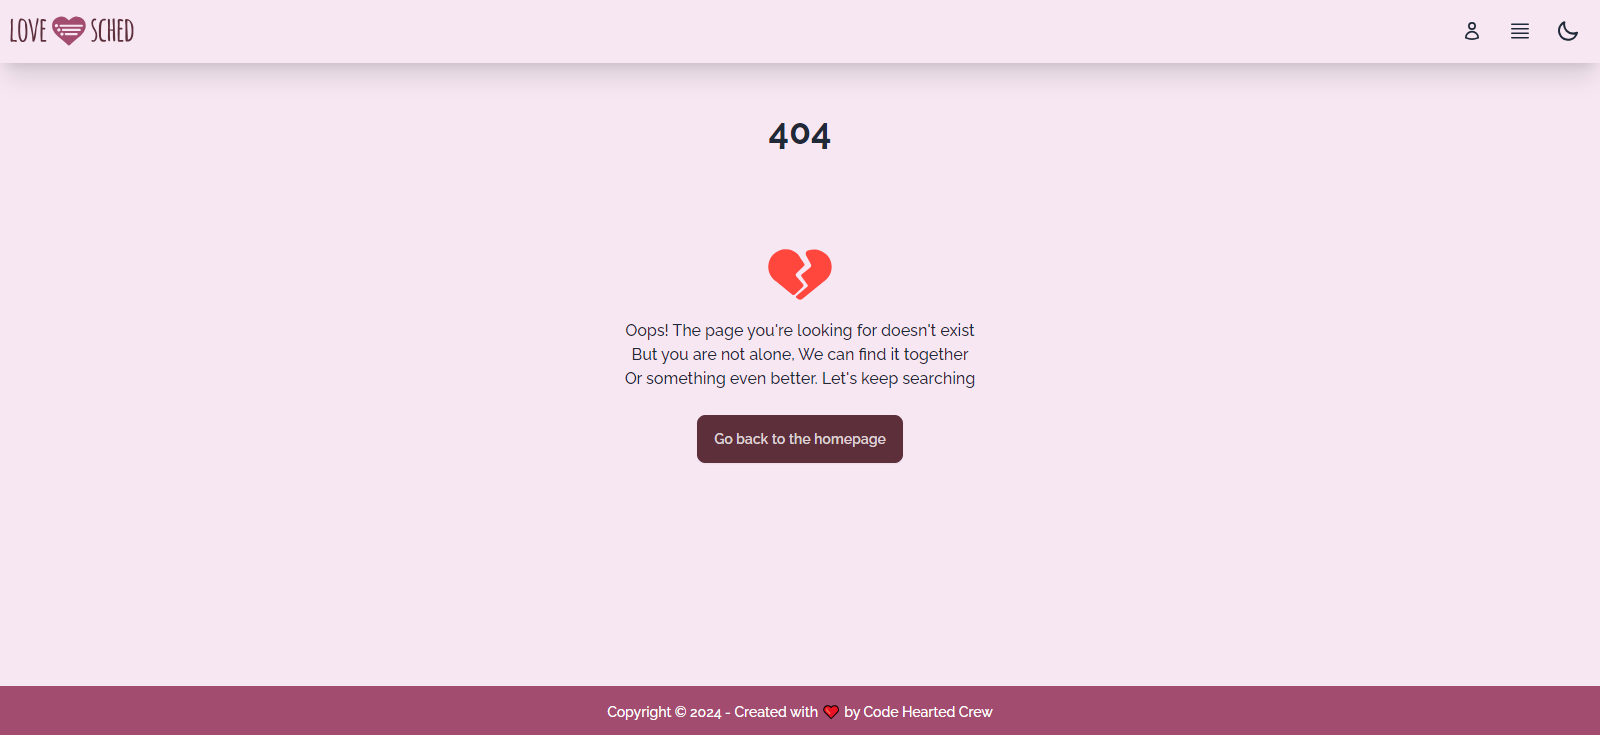 LOVE SCHED
404
Oops! The page you're looking for doesn't exist
But you are not alone, We can find it together
Or something even better. Let's keep searching
Go back to the homepage
Copyright © 2024 - Created with ❤️ by Code Hearted Crew